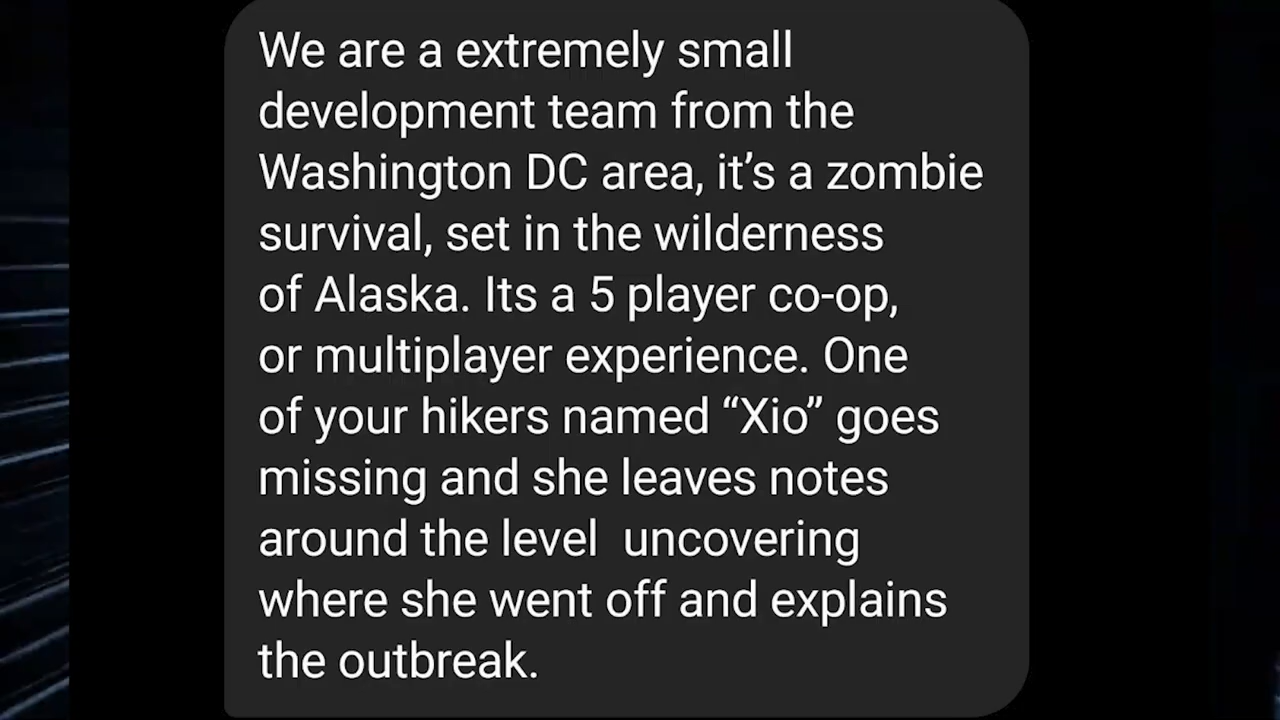 We are a extremely small
development team from the
Washington DC area, it’s a zombie
survival, set in the wilderness
of Alaska. Its a 5 player co-op,
or multiplayer experience. One
of your hikers named “Xio” goes
missing and she leaves notes
around the level  uncovering
where she went off and explains
the outbreak.